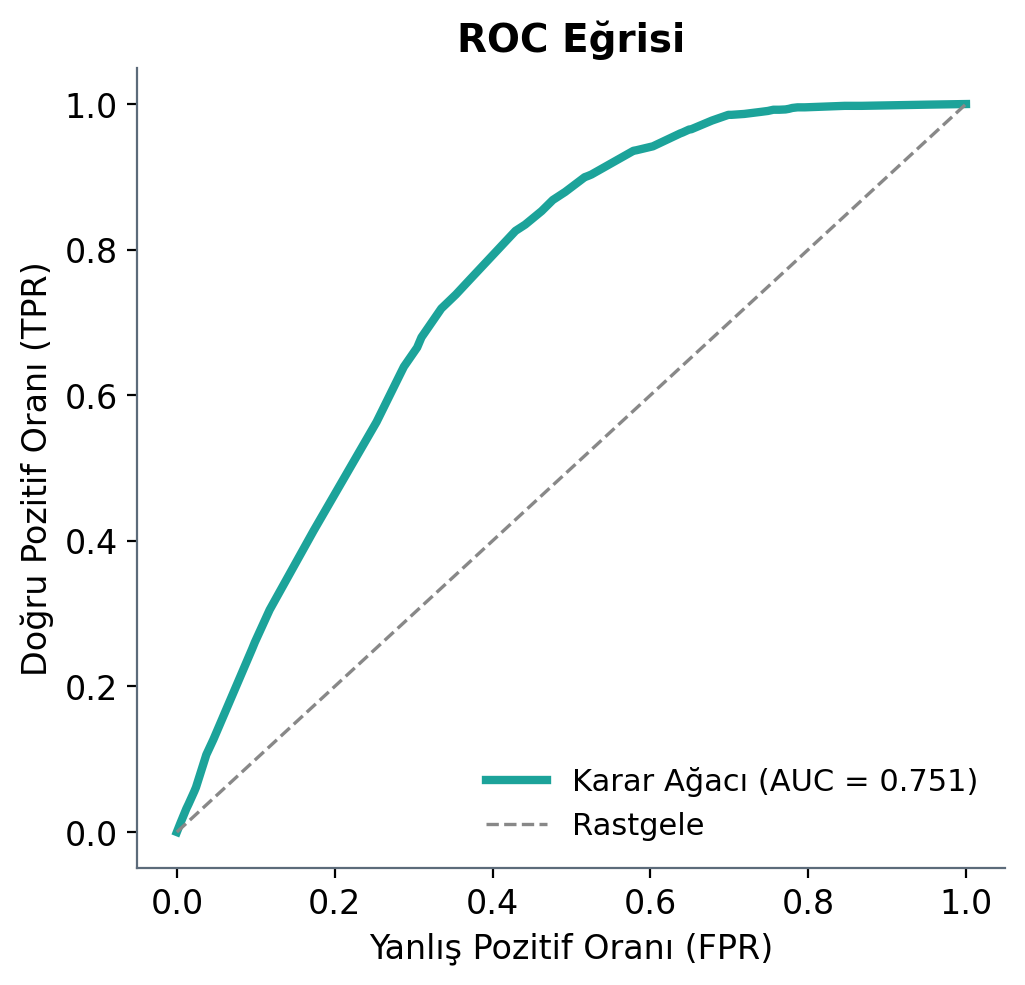 ROC Eğrisi
1.0
0.8
0.6
0.4
0.2
0.0
Doğru Pozitif Oranı (TPR)
Karar Ağacı (AUC = 0.751)
Rastgele
0.0 0.2 0.4 0.6 0.8 1.0
Yanlış Pozitif Oranı (FPR)